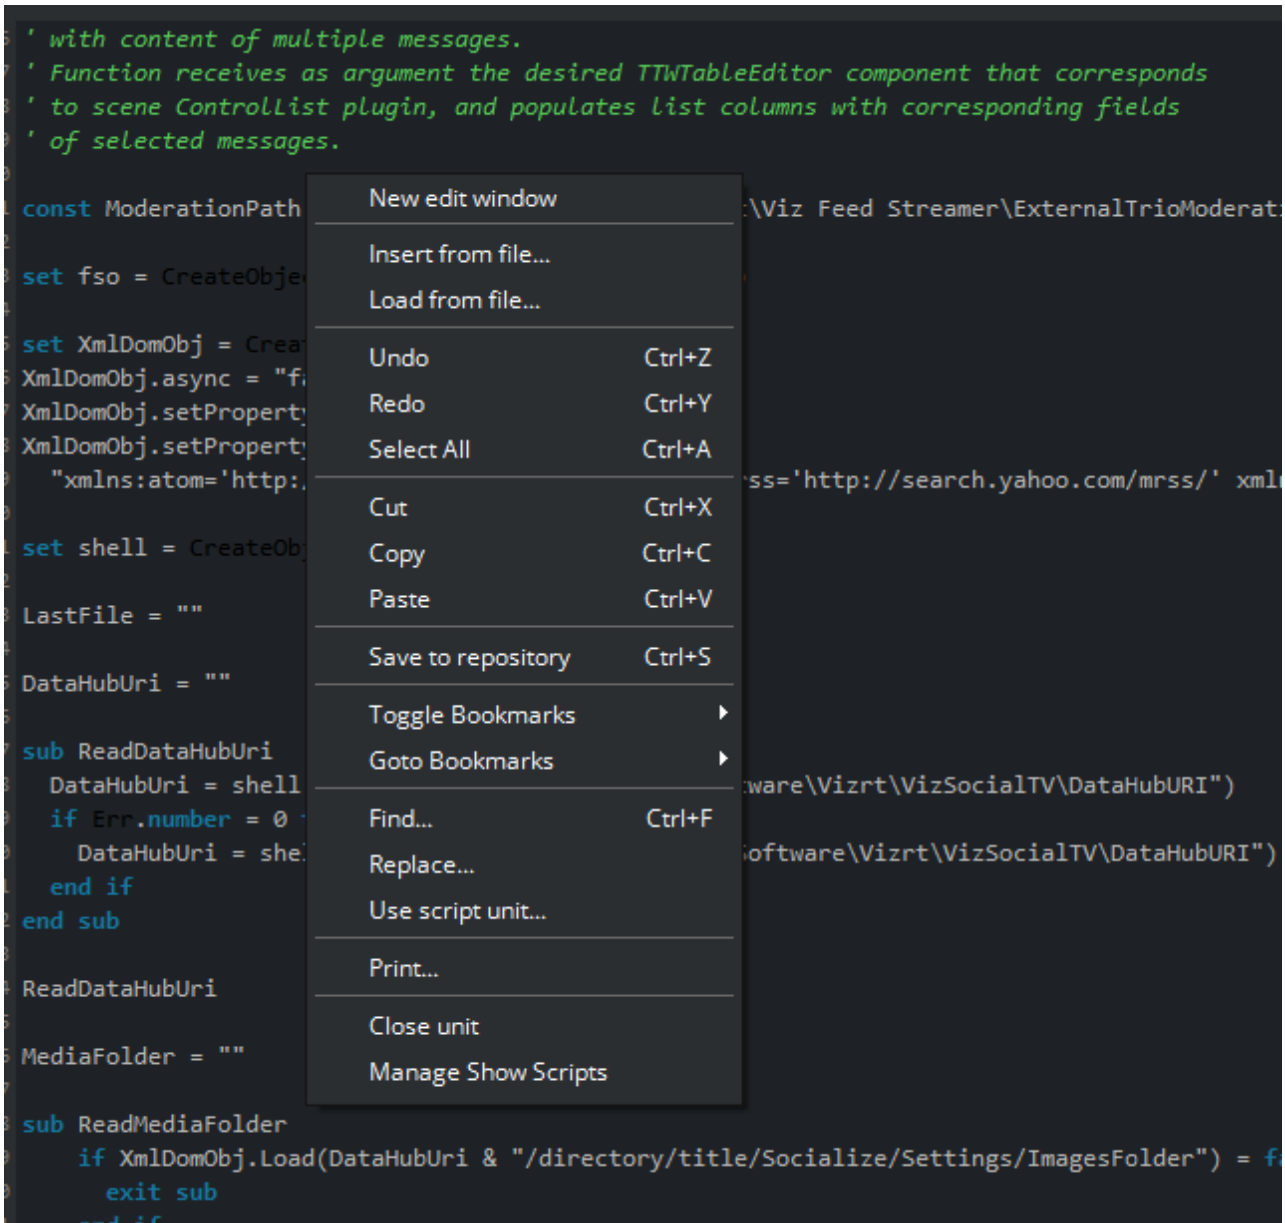 ' with content of multiple messages.
' Function receives as argument the desired TTWTableEditor component that corresponds
' to scene ControlList plugin, and populates list columns with corresponding fields
' of selected messages.
const ModerationPath
\Viz Feed Streamer\ExternalTrioModerat
set fso = CreateObje
set XmlDomObj = Crea
XmlDomObj.async = "f
XmlDomObj.setProperty
XmlDomObj.setProperty
"xmlns:atom='http:
ss='http://search.yahoo.com/mrss/' xml
set shell = CreateOb
LastFile = ""
DataHubUri = ""
sub ReadDataHubUri
DataHubUri = shell
ware\Vizrt\VizSocialTV\DataHubURI")
if Err.number = 0
DataHubUri = she
oftware\Vizrt\VizSocialTV\DataHubURI")
end if
end sub
ReadDataHubUri
MediaFolder = ""
sub ReadMediaFolder
if XmlDomObj.Load(DataHubUri & "/directory/title/Socialize/Settings/ImagesFolder") = fa
exit sub
end if
New edit window
Insert from file...
Load from file...
Undo Ctrl+Z
Redo Ctrl+Y
Select All Ctrl+A
Cut Ctrl+X
Copy Ctrl+C
Paste Ctrl+V
Save to repository Ctrl+S
Toggle Bookmarks
Goto Bookmarks
Find... Ctrl+F
Replace...
Use script unit...
Print...
Close unit
Manage Show Scripts